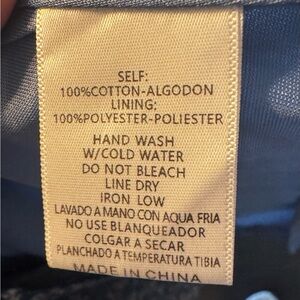 SELF:
100%COTTON-ALGODON
LINING:
100%POLYESTER-POLIESTER
HAND WASH
W/COLD WATER
DO NOT BLEACH
LINE DRY
IRON LOW
LAVADO A MANO CON AQUA FRIA
NO USE BLANQUEADOR
COLGAR A SECAR
PLANCHADO A TEMPERATURA TIBIA
MADE IN CHINA